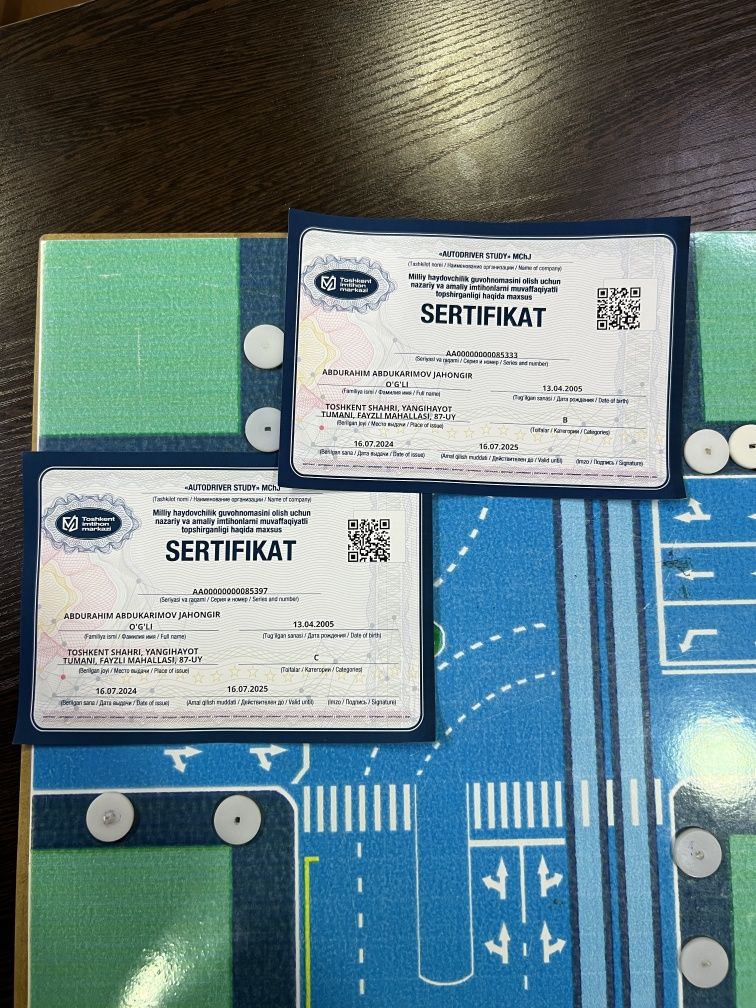 «AUTODRIVER STUDY» MChJ
(Tashkilot nomi / Наименование организации / Name of company)
Toshkent
imtihon
markazi
Milliy haydovchilik guvohnomasini olish uchun
nazariy va amaliy imtihonlarni muvaffaqiyatli
topshirganligi haqida maxsus
SERTIFIKAT
AA00000000085333
(Seriyasi va raqami / Серия и номер / Series and number)
ABDURAHIM ABDUKARIMOV JAHONGIR
O'G'LI
13.04.2005
(Familiya ismi / Фамилия имя / Full name)
(Tug'ilgan sanasi / Дата рождения / Date of birth)
TOSHKENT SHAHRI, YANGIHAYOT
TUMANI, FAYZLI MAHALLASI, 87-UY
B
(Berilgan joyi / Место выдачи / Place of issue)
(Toifalar / Категории / Categories)
16.07.2024
16.07.2025
(Berilgan sana / Дата выдачи / Date of issue)
(Amal qilish muddati / Действителен до / Valid until)
(Imzo / Подпись / Signature)
«AUTODRIVER STUDY» MChJ
(Tashkilot nomi / Наименование организации / Name of company)
Toshkent
imtihon
markazi
Milliy haydovchilik guvohnomasini olish uchun
nazariy va amaliy imtihonlarni muvaffaqiyatli
topshirganligi haqida maxsus
SERTIFIKAT
AA00000000085397
(Seriyasi va raqami / Серия и номер / Series and number)
ABDURAHIM ABDUKARIMOV JAHONGIR
O'G'LI
13.04.2005
(Familiya ismi / Фамилия имя / Full name)
(Tug'ilgan sanasi / Дата рождения / Date of birth)
TOSHKENT SHAHRI, YANGIHAYOT
TUMANI, FAYZLI MAHALLASI, 87-UY
C
(Berilgan joyi / Место выдачи / Place of issue)
(Toifalar / Категории / Categories)
16.07.2024
16.07.2025
(Berilgan sana / Дата выдачи / Date of issue)
(Amal qilish muddati / Действителен до / Valid until)
(Imzo / Подпись / Signature)